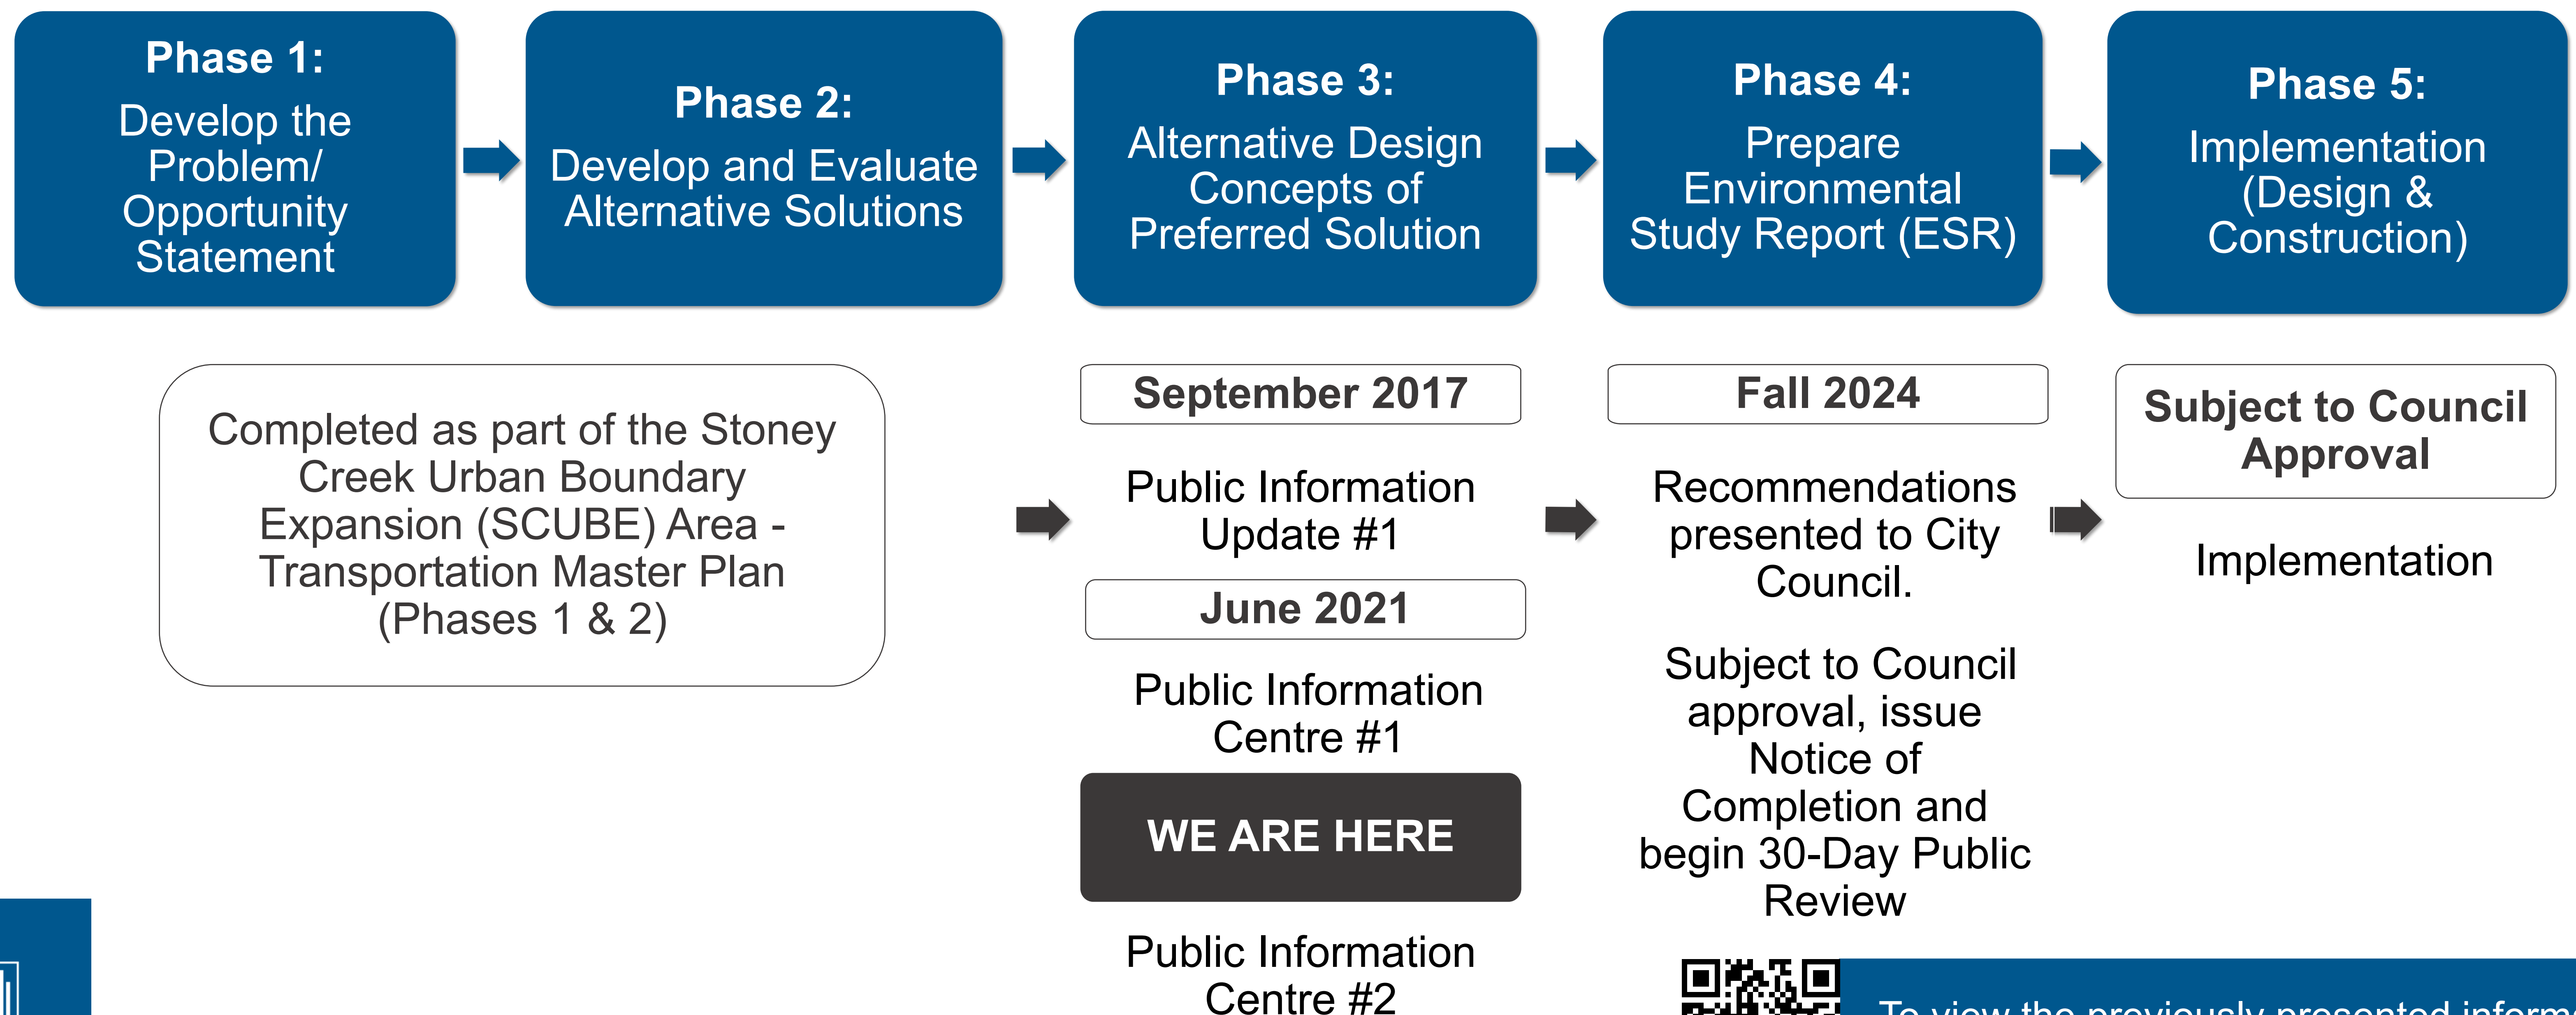 Phase 1:
Develop the
Problem/
Opportunity
Statement
Phase 2:
Develop and Evaluate
Alternative Solutions
Phase 3:
Alternative Design
Concepts of
Preferred Solution
Phase 4:
Prepare
Environmental
Study Report (ESR)
Phase 5:
Implementation
(Design &
Construction)
Completed as part of the Stoney
Creek Urban Boundary
Expansion (SCUBE) Area -
Transportation Master Plan
(Phases 1 & 2)
September 2017
Public Information
Update #1
June 2021
Public Information
Centre #1
WE ARE HERE
Public Information
Centre #2
Fall 2024
Recommendations
presented to City
Council.
Subject to Council
approval, issue
Notice of
Completion and
begin 30-Day Public
Review
Subject to Council
Approval
Implementation
To view the previously presented